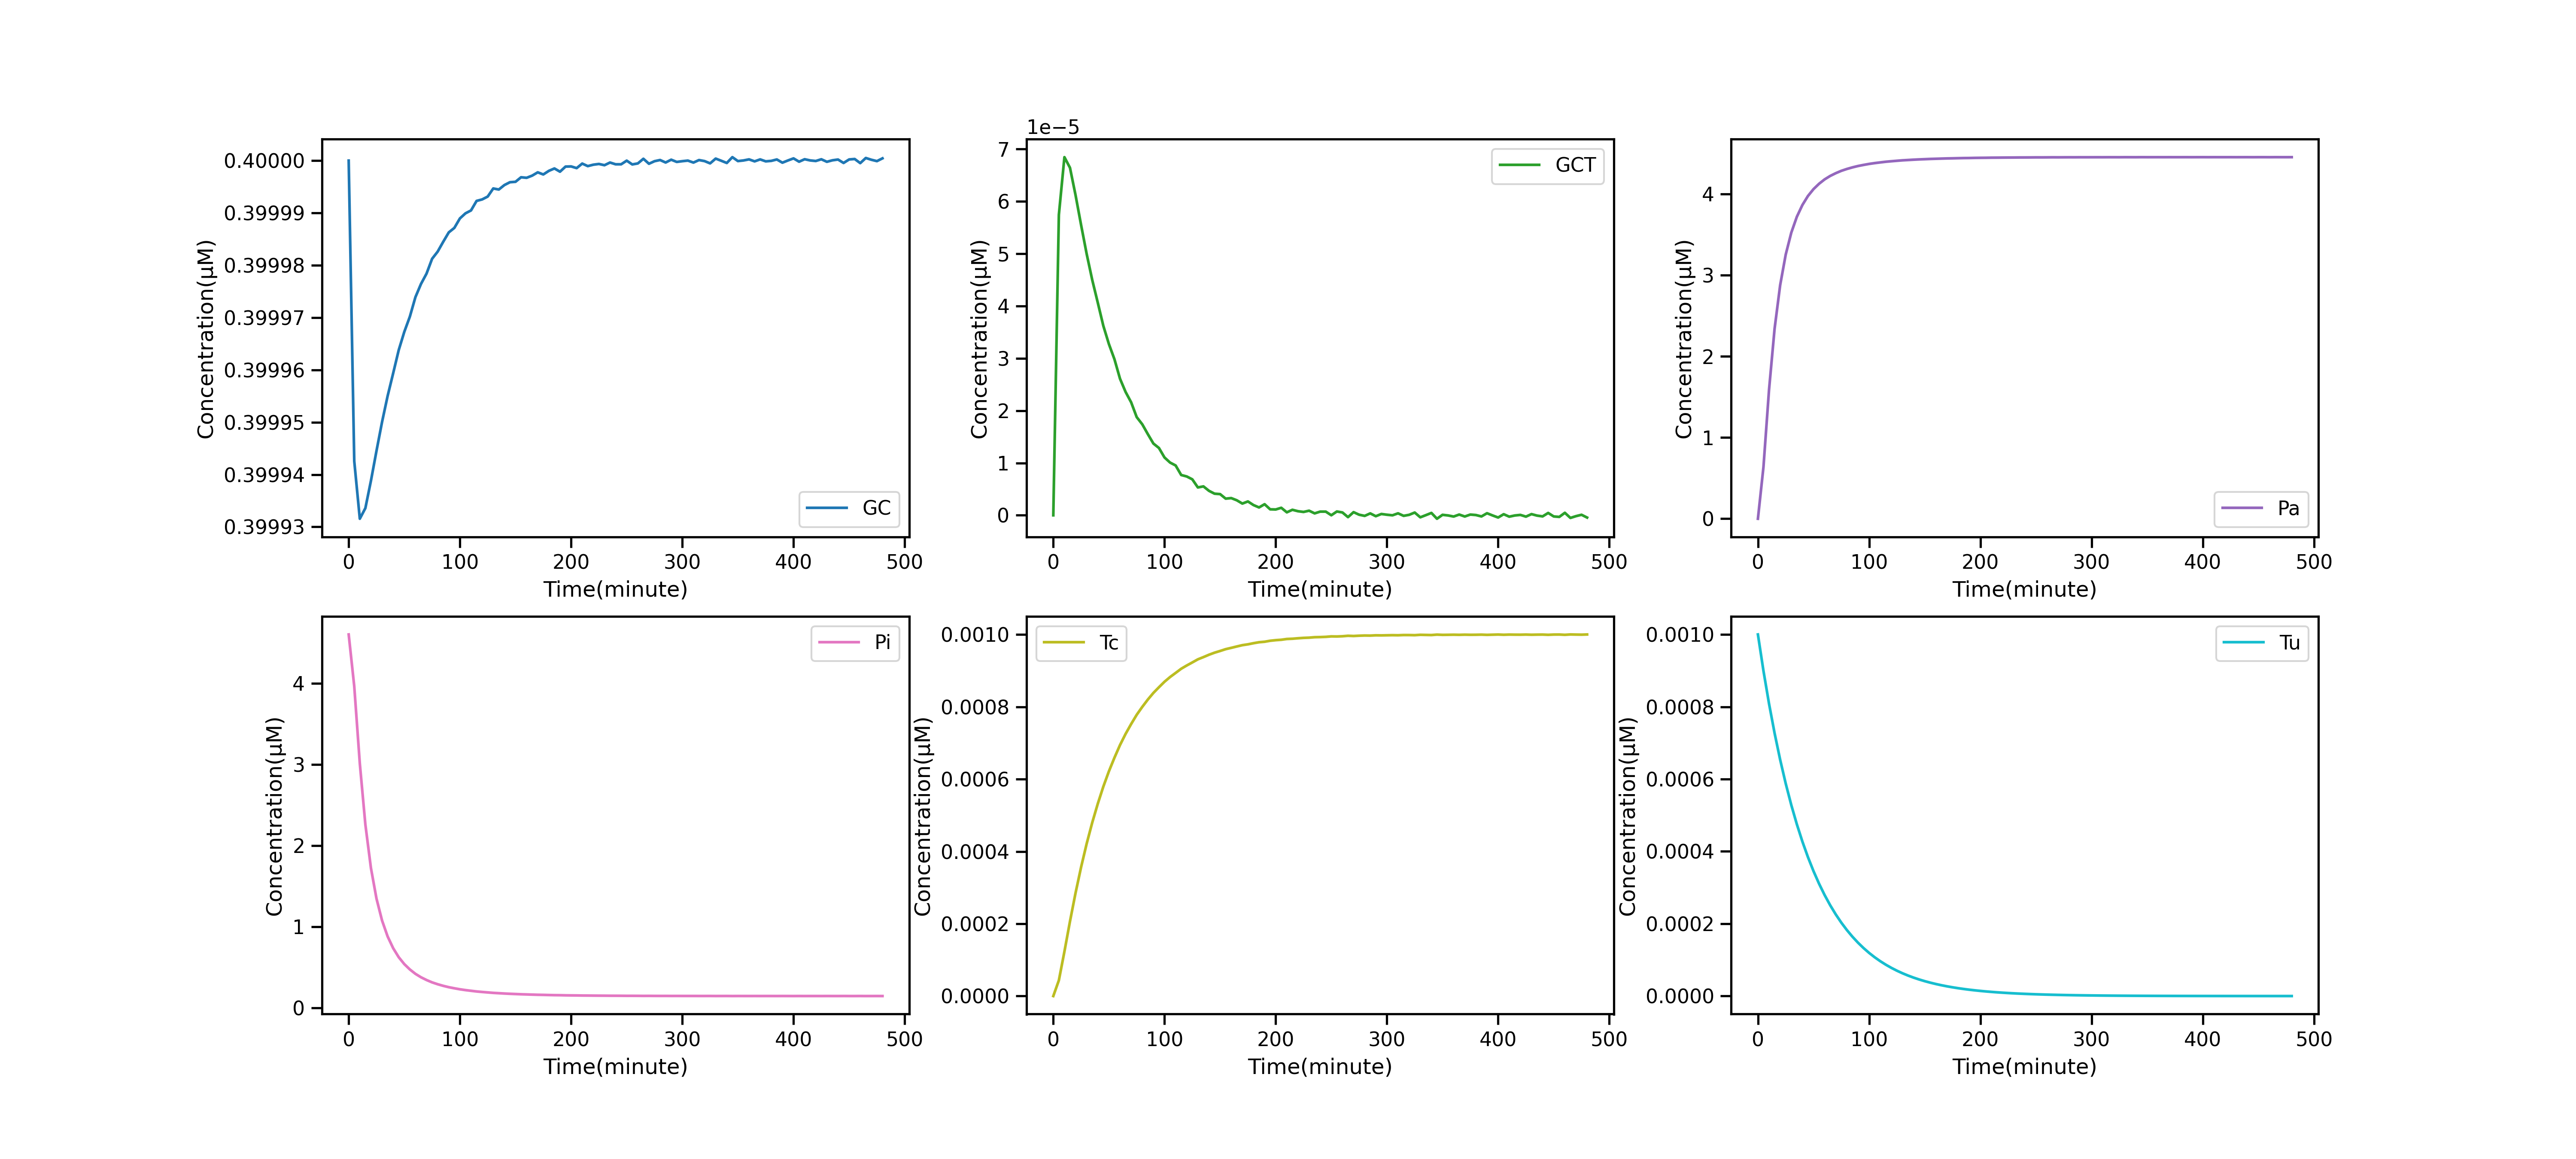 0.40000
0.39999
0.39998
0.39997
0.39996
0.39995
0.39994
0.39993
Concentration(μM)
GC
0 100 200 300 400 500
Time(minute)
1e−5
7
6
5
4
3
2
1
0
Concentration(μM)
GCT
0 100 200 300 400 500
Time(minute)
4
3
2
1
0
Concentration(μM)
Pa
0 100 200 300 400 500
Time(minute)
4
3
2
1
0
Concentration(μM)
Pi
0 100 200 300 400 500
Time(minute)
0.0010
0.0008
0.0006
0.0004
0.0002
0.0000
Concentration(μM)
Tc
0 100 200 300 400 500
Time(minute)
0.0010
0.0008
0.0006
0.0004
0.0002
0.0000
Concentration(μM)
Tu
0 100 200 300 400 500
Time(minute)